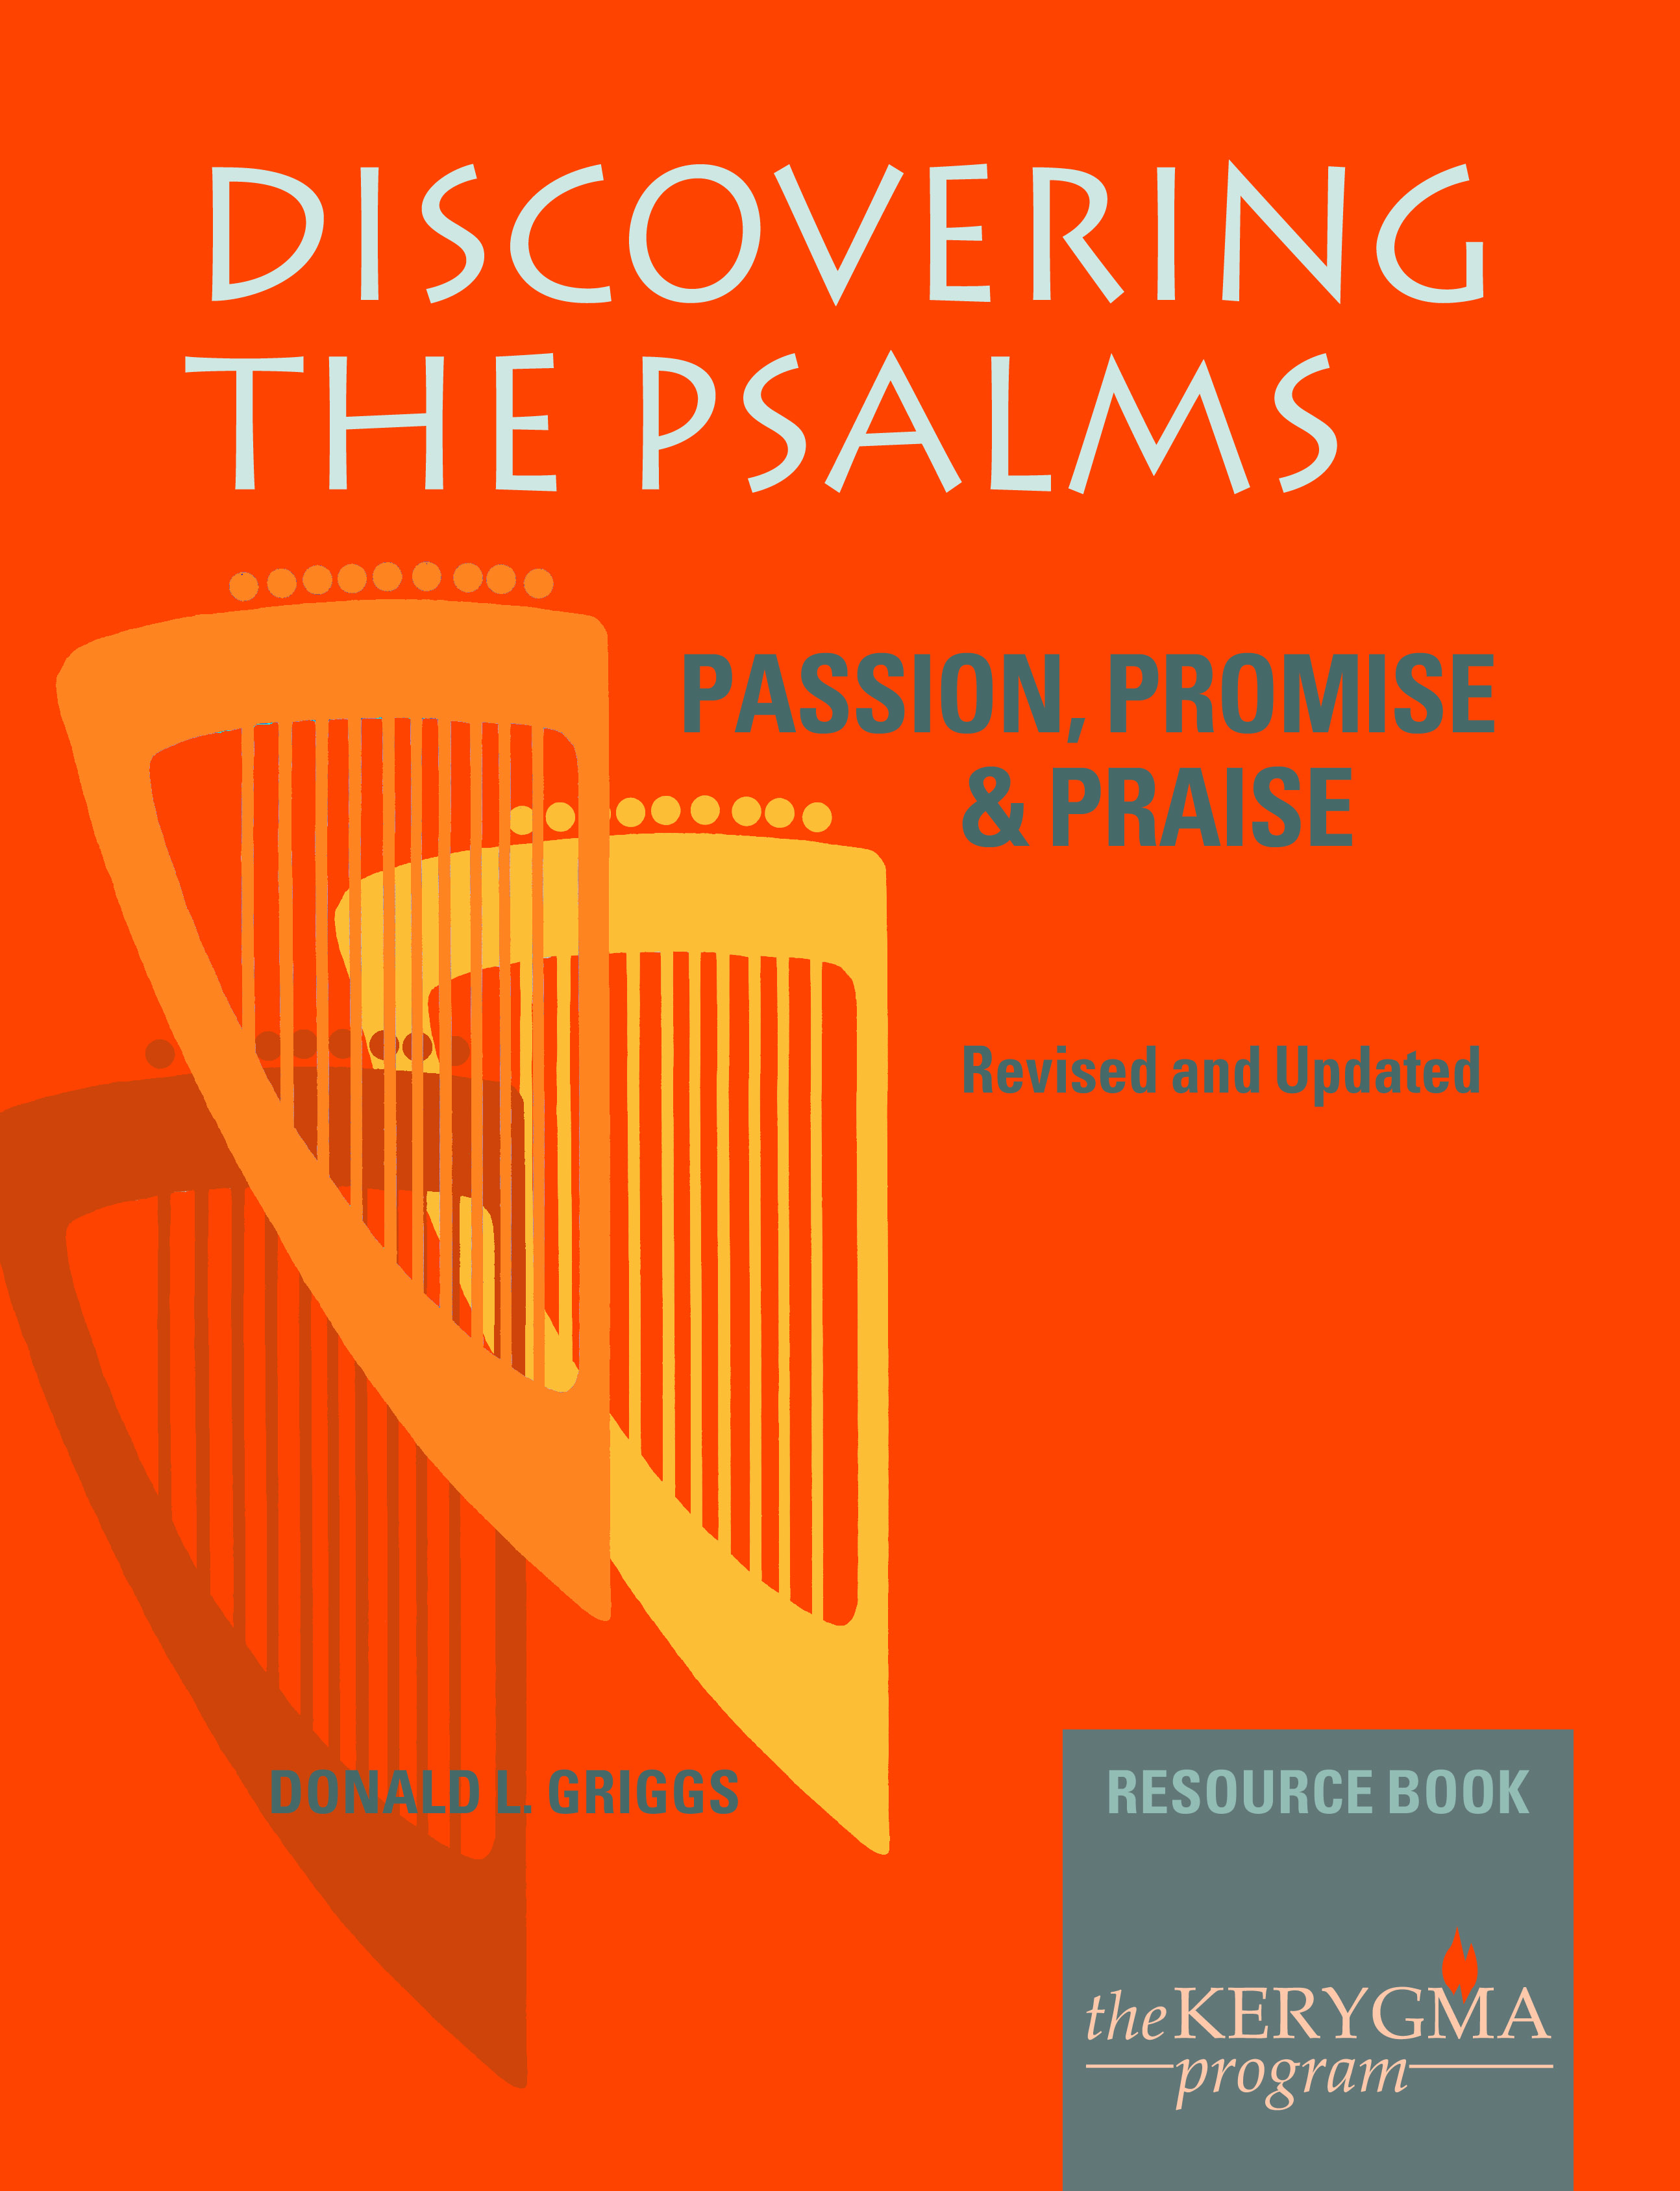 DISCOVERING
THE PSALMS
PASSION, PROMISE
& PRAISE
Revised and Updated
DONALD L. GRIGGS
RESOURCE BOOK
the KERYGMA
program